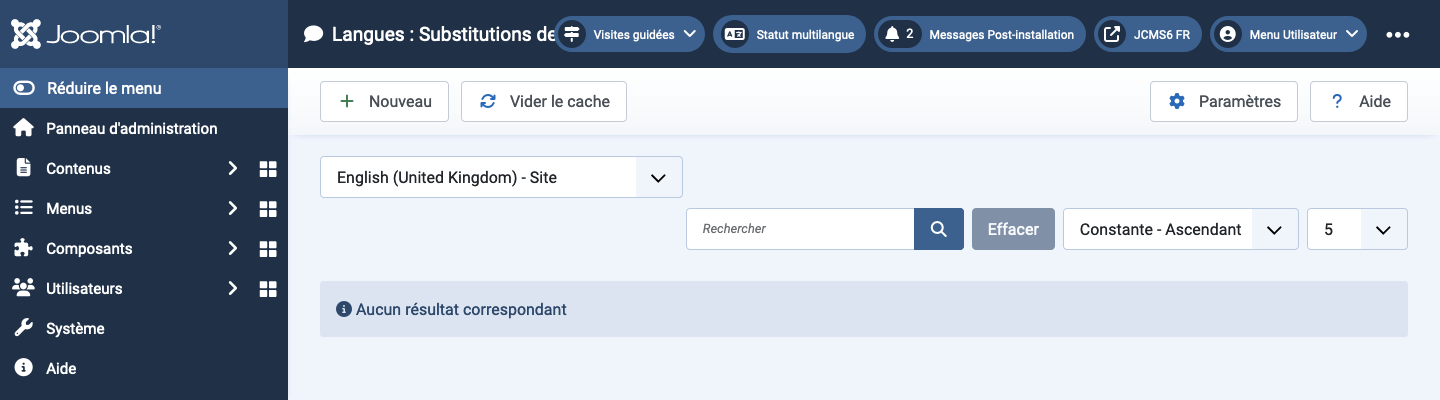 Joomla!®
Langues : Substitutions de
Visites guidées
Statut multilangue
2 Messages Post-installation
JCMS6 FR
Menu Utilisateur
Réduire le menu
Panneau d'administration
Contenus
Menus
Composants
Utilisateurs
Système
Aide
Nouveau
Vider le cache
Paramètres
? Aide
English (United Kingdom) - Site
Rechercher
Effacer
Constante - Ascendant
5
Aucun résultat correspondant